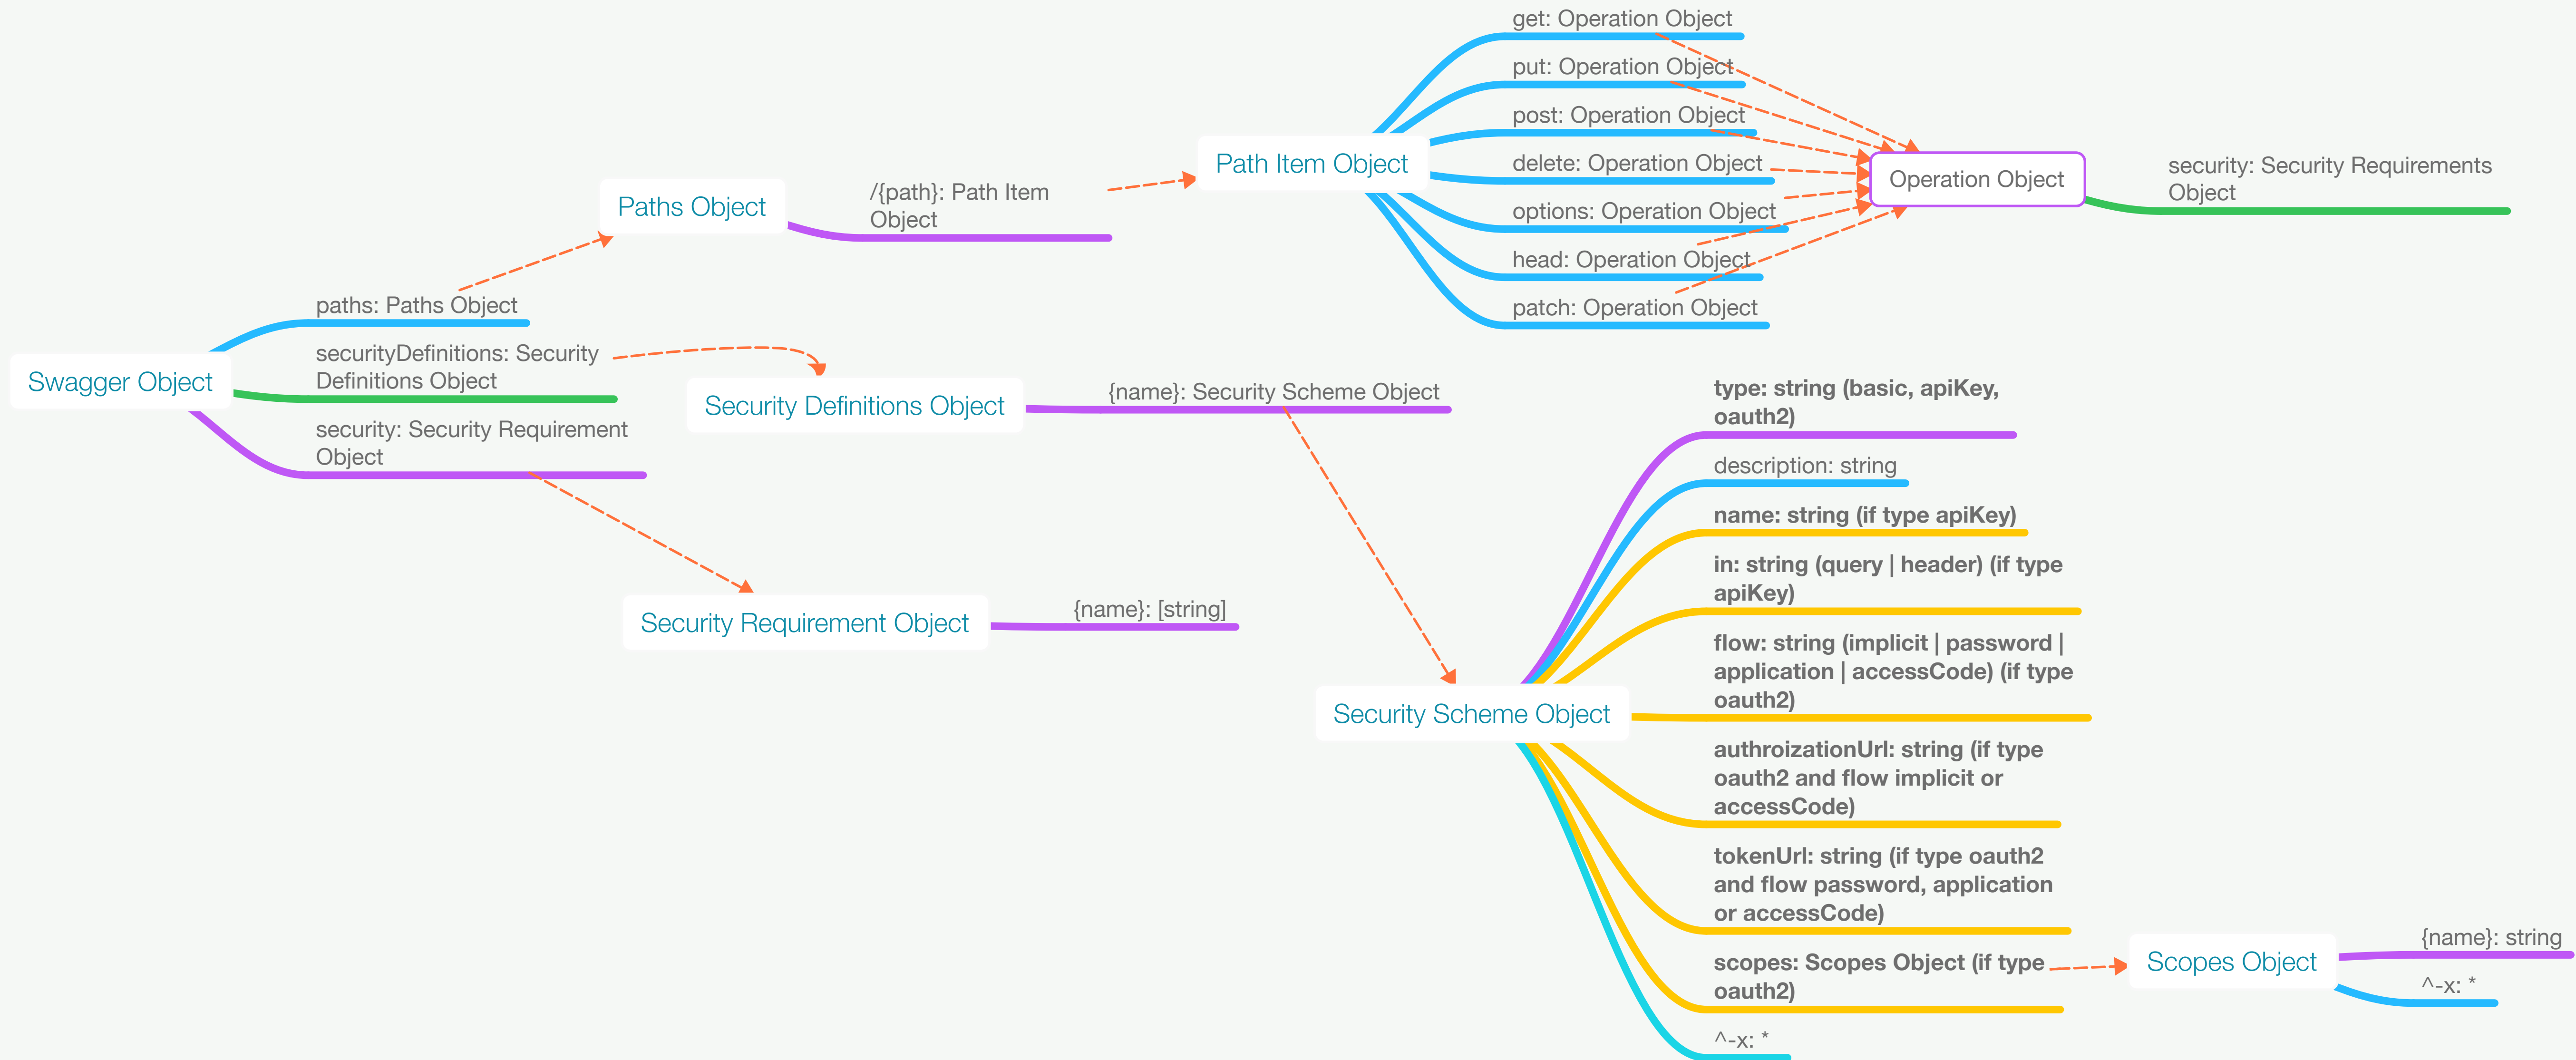 get: Operation Object
put: Operation Object
post: Operation Object
delete: Operation Object
options: Operation Object
head: Operation Object
patch: Operation Object
Path Item Object
Operation Object
security: Security Requirements
Object
Paths Object
/{path}: Path Item
Object
paths: Paths Object
securityDefinitions: Security
Definitions Object
security: Security Requirement
Object
Swagger Object
Security Definitions Object
{name}: Security Scheme Object
Security Requirement Object
{name}: [string]
Security Scheme Object
type: string (basic, apiKey,
oauth2)
description: string
name: string (if type apiKey)
in: string (query | header) (if type
apiKey)
flow: string (implicit | password |
application | accessCode) (if type
oauth2)
authroizationUrl: string (if type
oauth2 and flow implicit or
accessCode)
tokenUrl: string (if type oauth2
and flow password, application
or accessCode)
scopes: Scopes Object (if type
oauth2)
^-x: *
Scopes Object
{name}: string
^-x: *